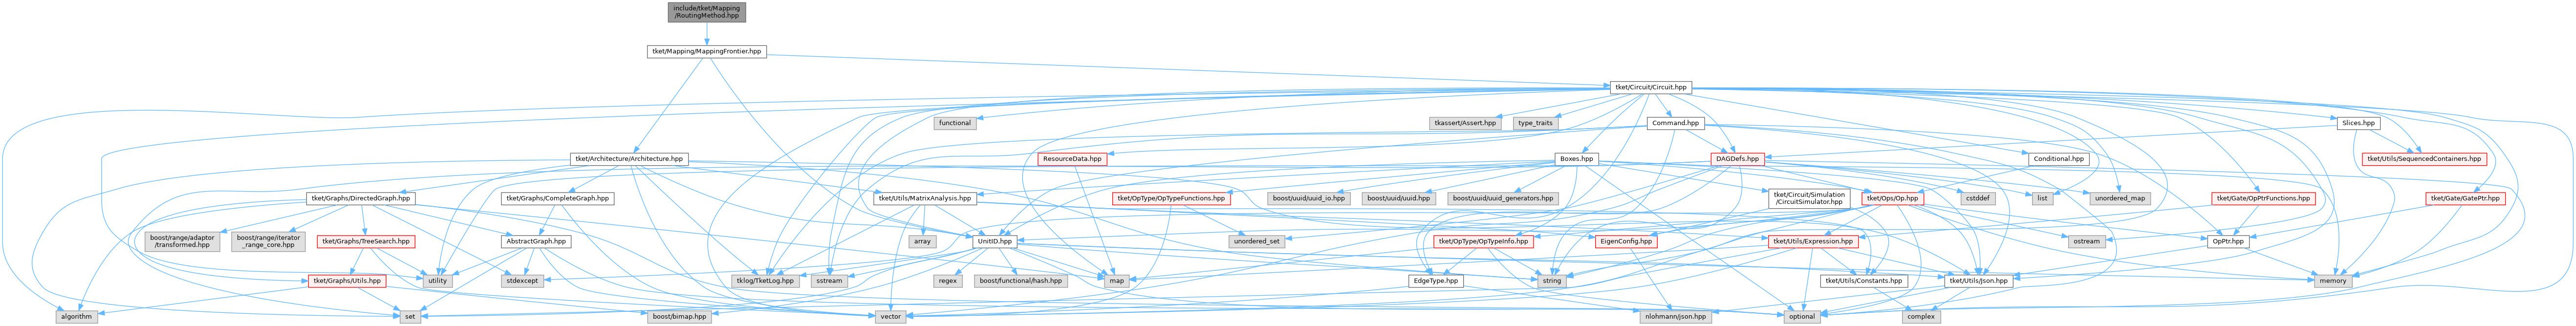 include/tket/Mapping
/RoutingMethod.hpp
tket/Mapping/MappingFrontier.hpp
tket/Circuit/Circuit.hpp
functional
tkassert/Assert.hpp
type_traits
Command.hpp
Slices.hpp
tket/Architecture/Architecture.hpp
ResourceData.hpp
Boxes.hpp
DAGDefs.hpp
Conditional.hpp
tket/Utils/SequencedContainers.hpp
tket/Graphs/DirectedGraph.hpp
tket/Graphs/CompleteGraph.hpp
tket/Utils/MatrixAnalysis.hpp
tket/OpType/OpTypeFunctions.hpp
boost/uuid/uuid_io.hpp
boost/uuid/uuid.hpp
boost/uuid/uuid_generators.hpp
tket/Circuit/Simulation
/CircuitSimulator.hpp
tket/Ops/Op.hpp
cstddef
list
unordered_map
tket/Gate/OpPtrFunctions.hpp
tket/Gate/GatePtr.hpp
boost/range/adaptor
/transformed.hpp
boost/range/iterator
_range_core.hpp
tket/Graphs/TreeSearch.hpp
AbstractGraph.hpp
array
UnitID.hpp
unordered_set
tket/OpType/OpTypeInfo.hpp
EigenConfig.hpp
tket/Utils/Expression.hpp
ostream
OpPtr.hpp
tket/Graphs/Utils.hpp
utility
stdexcept
tklog/TketLog.hpp
sstream
regex
boost/functional/hash.hpp
map
EdgeType.hpp
string
tket/Utils/Constants.hpp
tket/Utils/Json.hpp
memory
algorithm
set
boost/bimap.hpp
vector
nlohmann/json.hpp
optional
complex
optional